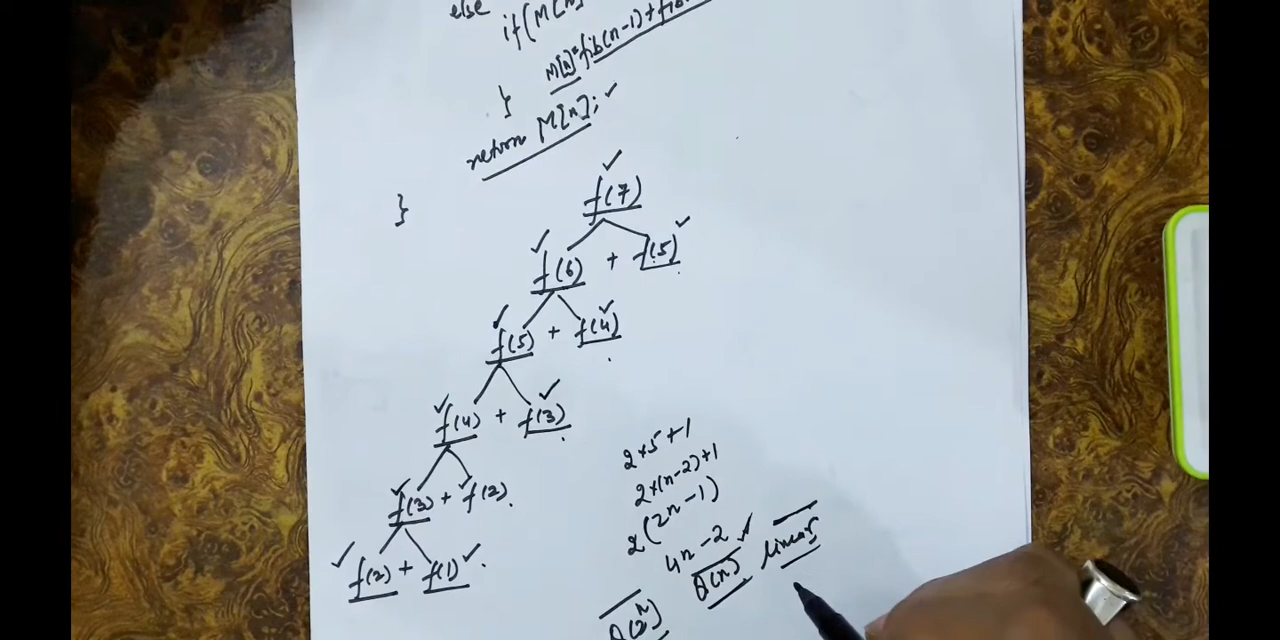 else
if(M[n]
M[n]=fib(n-1)+fib
}
return M[n];
}
f(7)
f(6) + f(5)
f(5) + f(4)
f(4) + f(3)
f(3) + f(2)
f(2) + f(1)
2×5+1
2×(n-2)+1
2(2n-1)
4n-2
θ(n) linear
θ(2ⁿ)